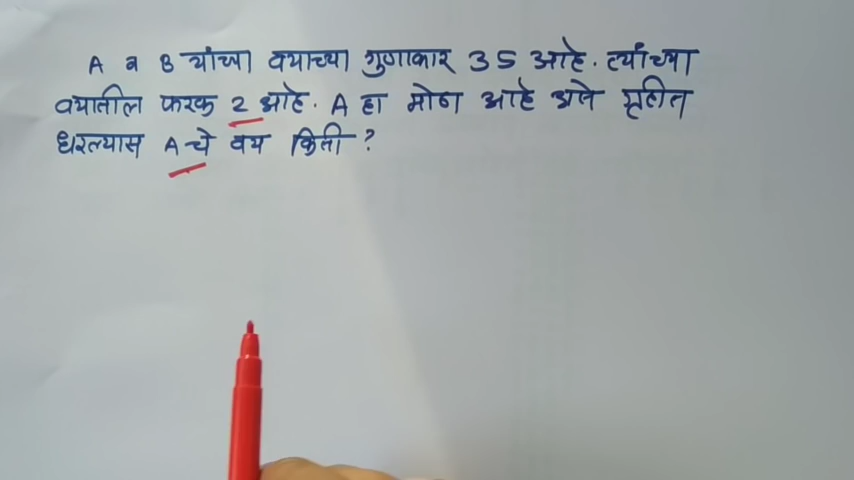 A व B यांच्या वयाच्या गुणाकार 35 आहे. त्यांच्या
वयातील फरक 2 आहे. A हा मोठा आहे असे गृहीत
धरल्यास A चे वय किती ?